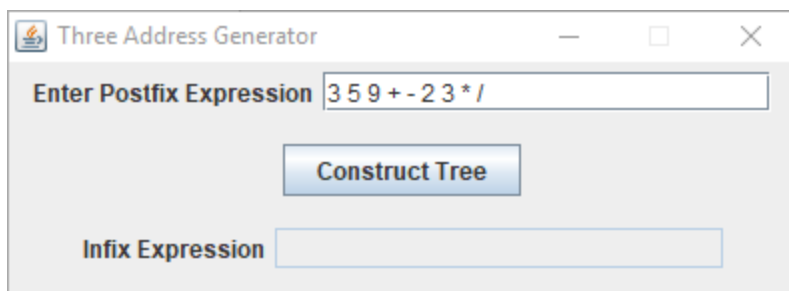 Three Address Generator
Enter Postfix Expression 3 5 9 + - 2 3 * /
Construct Tree
Infix Expression